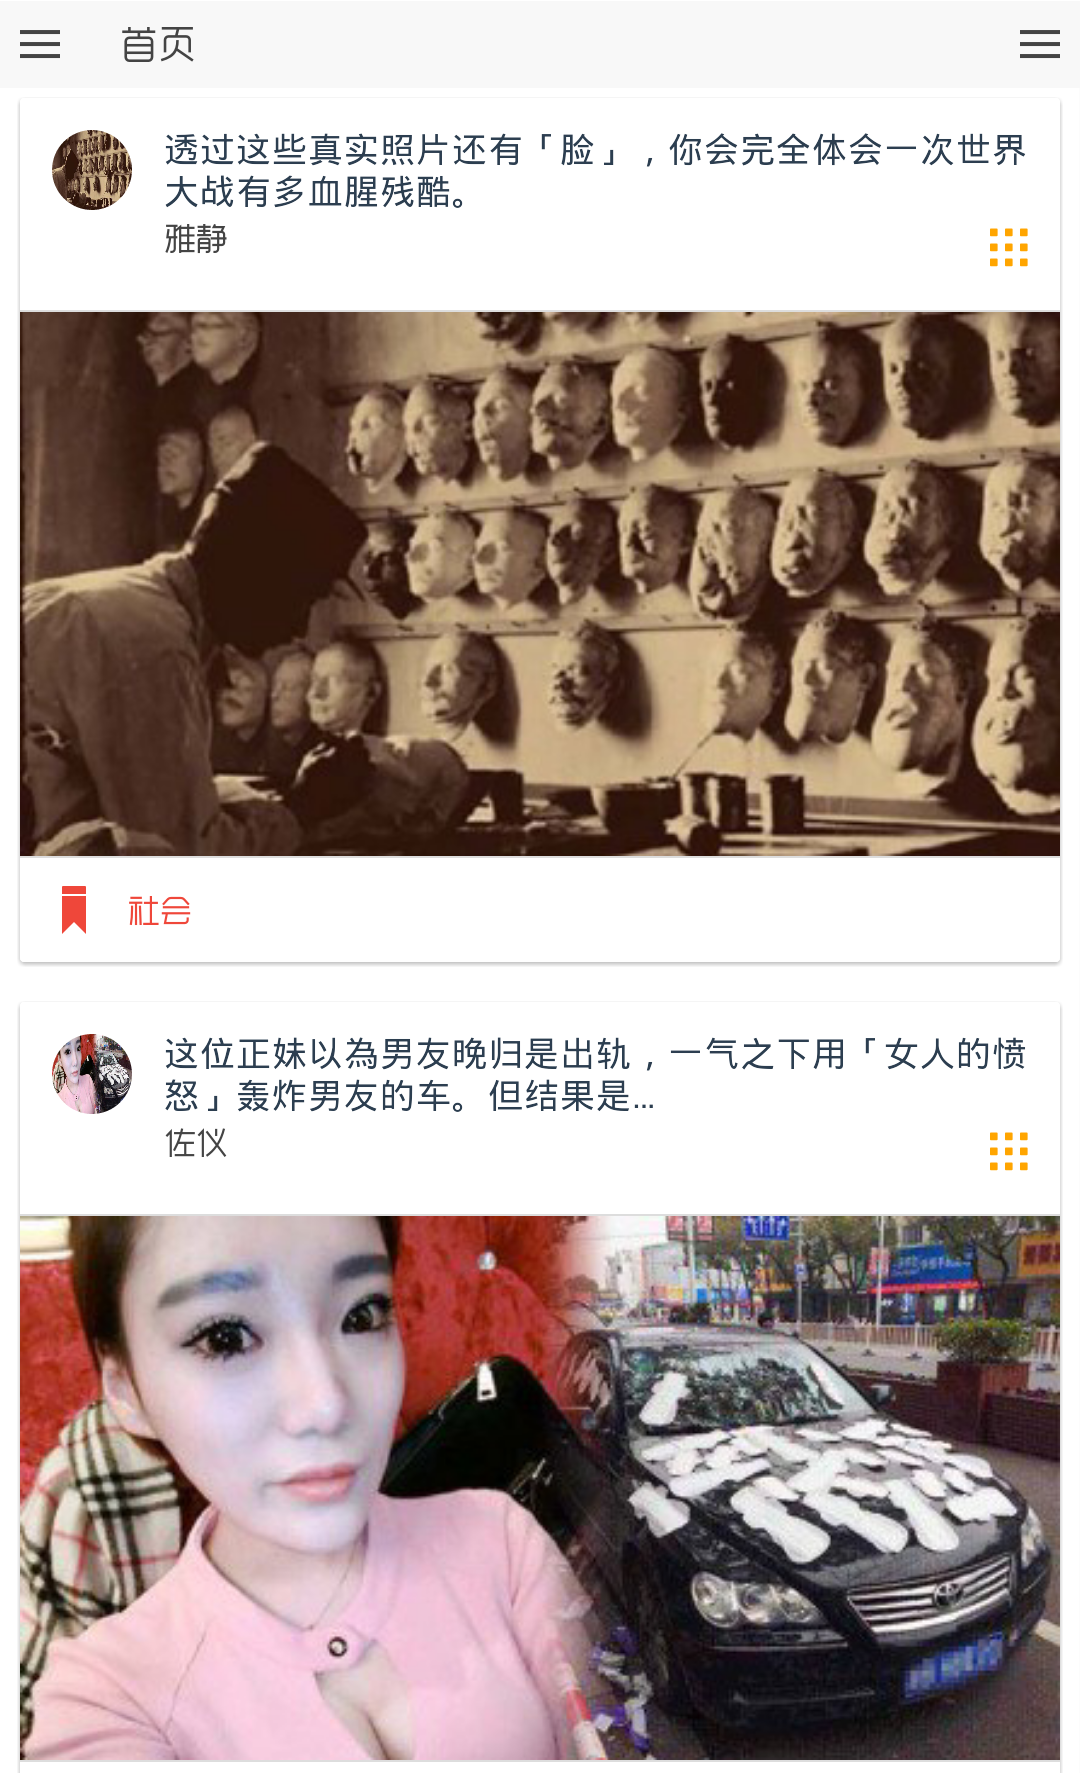 首页
透过这些真实照片还有「脸」,你会完全体会一次世界
大战有多血腥残酷。
雅静
社会
这位正妹以為男友晚归是出轨,一气之下用「女人的愤
怒」轰炸男友的车。但结果是...
佐仪